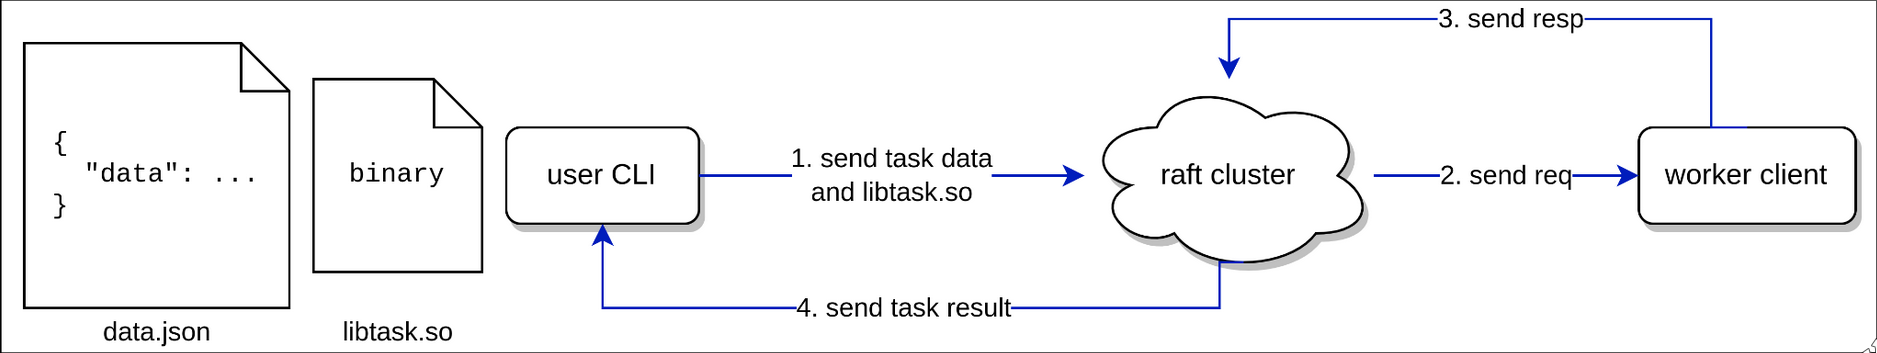 {
"data": ...
}
data.json
binary
libtask.so
user CLI
1. send task data
and libtask.so
raft cluster
2. send req
worker client
3. send resp
4. send task result